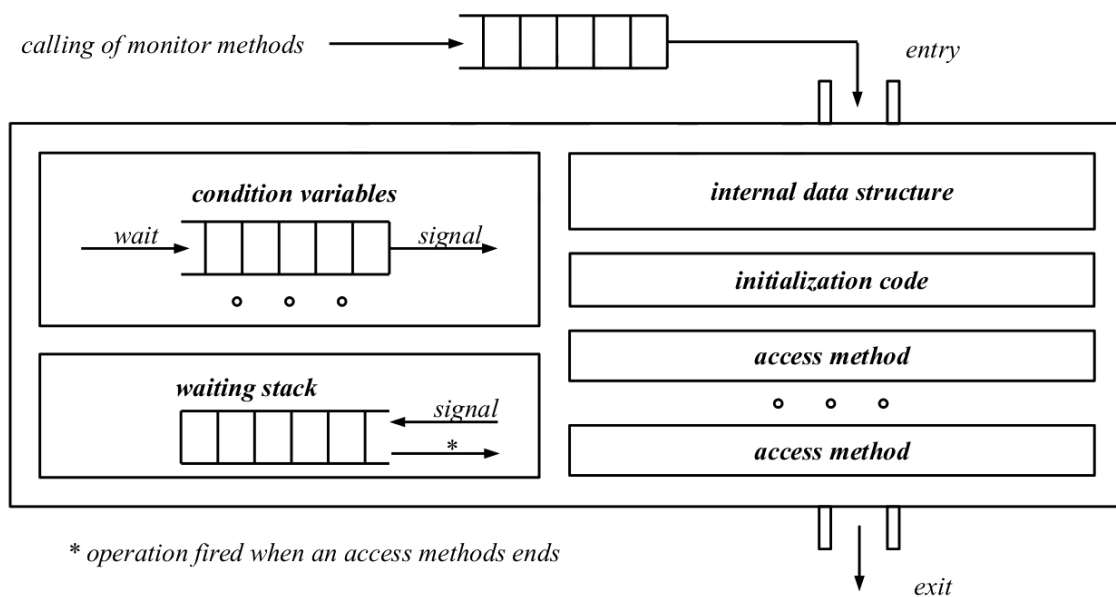 calling of monitor methods
entry
condition variables
wait
signal
internal data structure
initialization code
waiting stack
signal
*
access method
access method
* operation fired when an access methods ends
exit